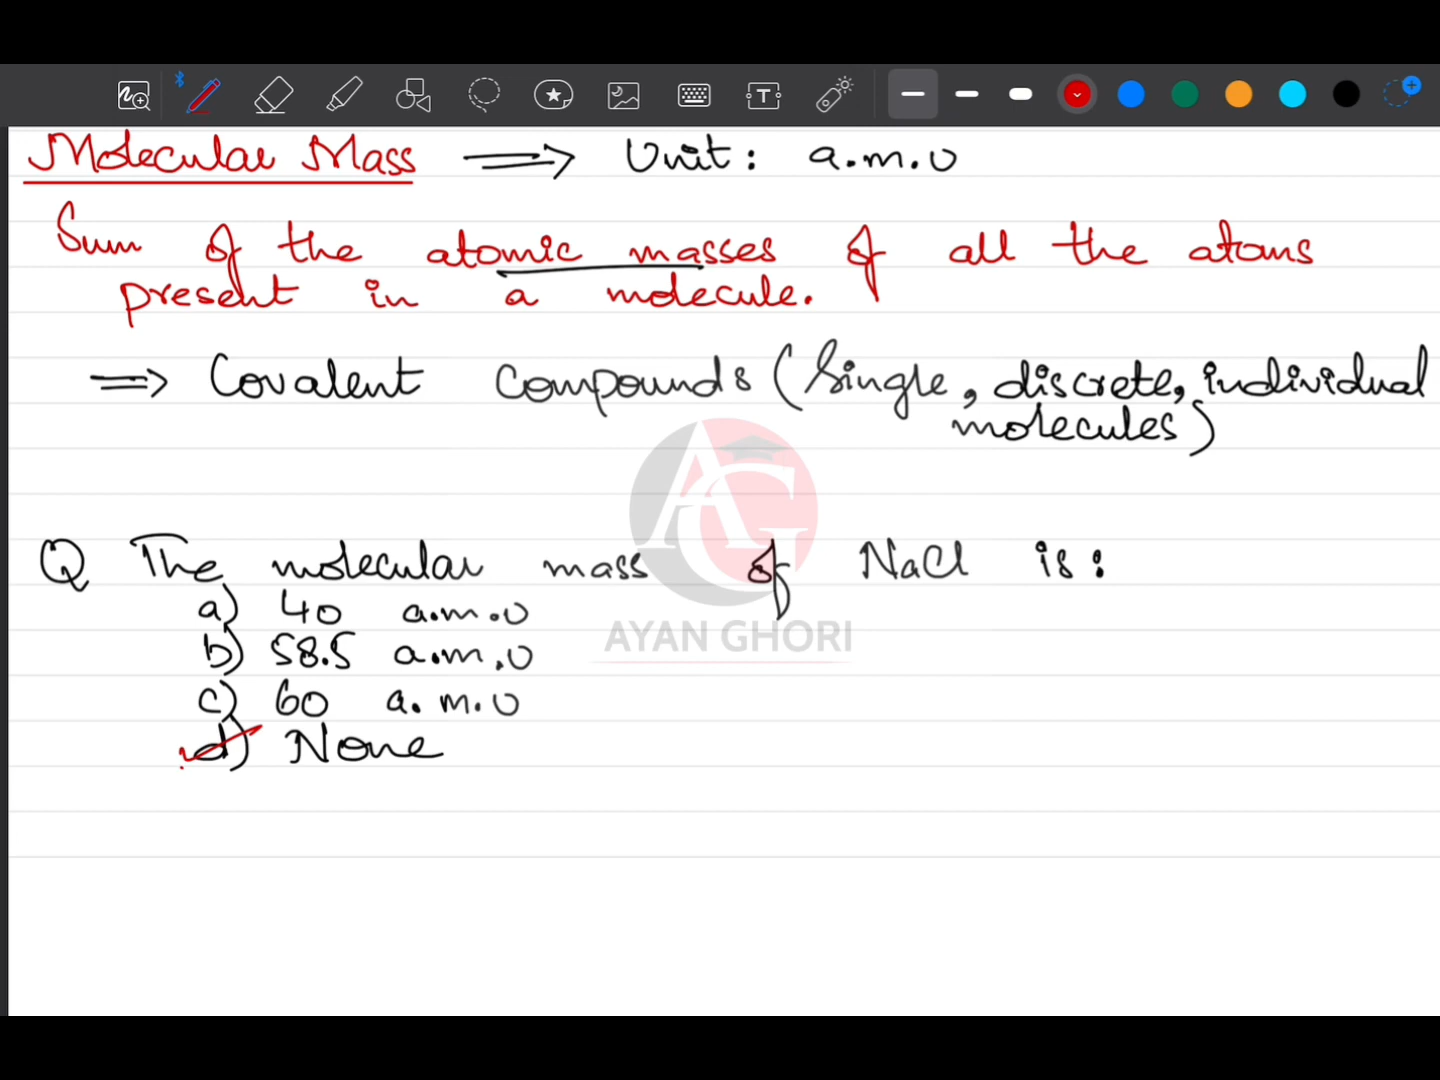 Molecular Mass ⟹ Unit: a.m.u
Sum of the atomic masses of all the atoms
present in a molecule.
⟹ Covalent Compounds (Single, discrete, individual
molecules)
AG
Q The molecular mass of NaCl is:
a) 40 a.m.u
AYAN GHORI
b) 58.5 a.m.u
c) 60 a.m.u
d) None